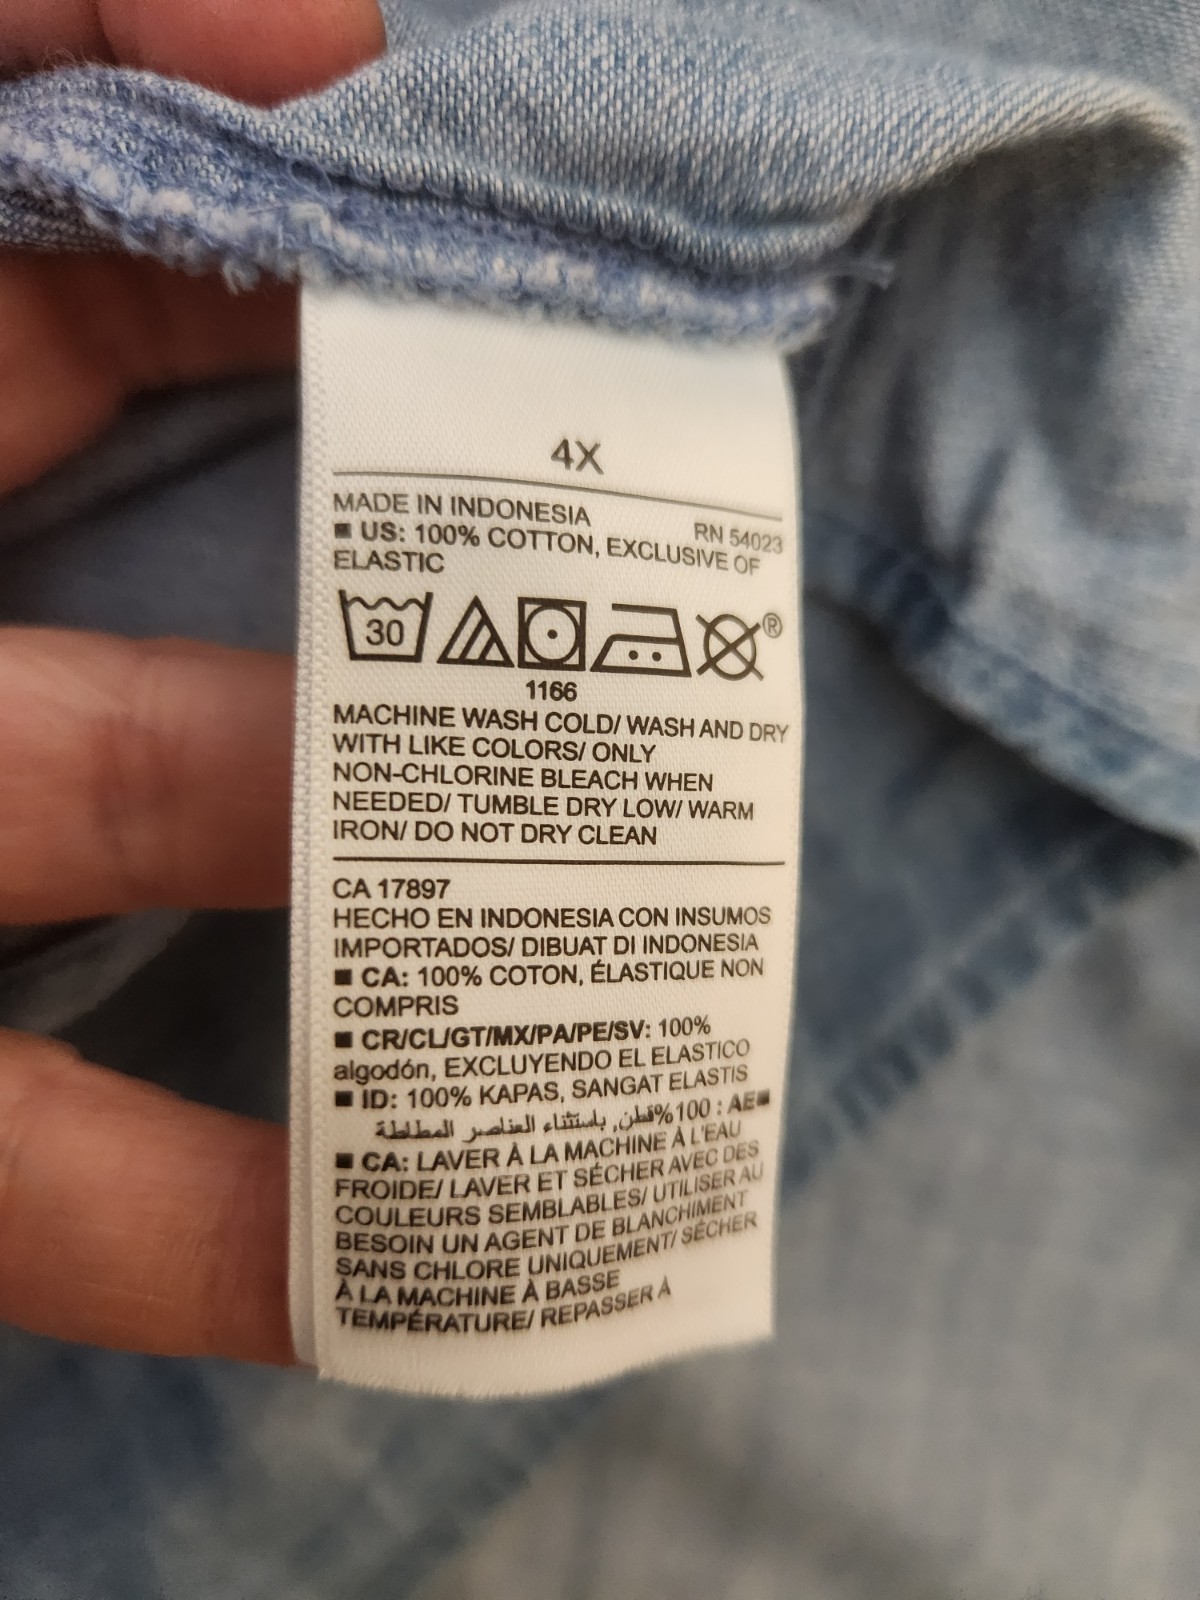 4X
MADE IN INDONESIA
RN 54023
■ US: 100% COTTON, EXCLUSIVE OF
ELASTIC
30
®
1166
MACHINE WASH COLD/ WASH AND DRY
WITH LIKE COLORS/ ONLY
NON-CHLORINE BLEACH WHEN
NEEDED/ TUMBLE DRY LOW/ WARM
IRON/ DO NOT DRY CLEAN
CA 17897
HECHO EN INDONESIA CON INSUMOS
IMPORTADOS/ DIBUAT DI INDONESIA
■ CA: 100% COTON, ÉLASTIQUE NON
COMPRIS
■ CR/CL/GT/MX/PA/PE/SV: 100%
algodón, EXCLUYENDO EL ELASTICO
■ ID: 100% KAPAS, SANGAT ELASTIS
■AE : 100%قطن, باستثناء العناصر المطاطة
■ CA: LAVER À LA MACHINE À L'EAU
FROIDE/ LAVER ET SÉCHER AVEC DES
COULEURS SEMBLABLES/ UTILISER AU
BESOIN UN AGENT DE BLANCHIMENT
SANS CHLORE UNIQUEMENT/ SÉCHER
À LA MACHINE À BASSE
TEMPÉRATURE/ REPASSER À